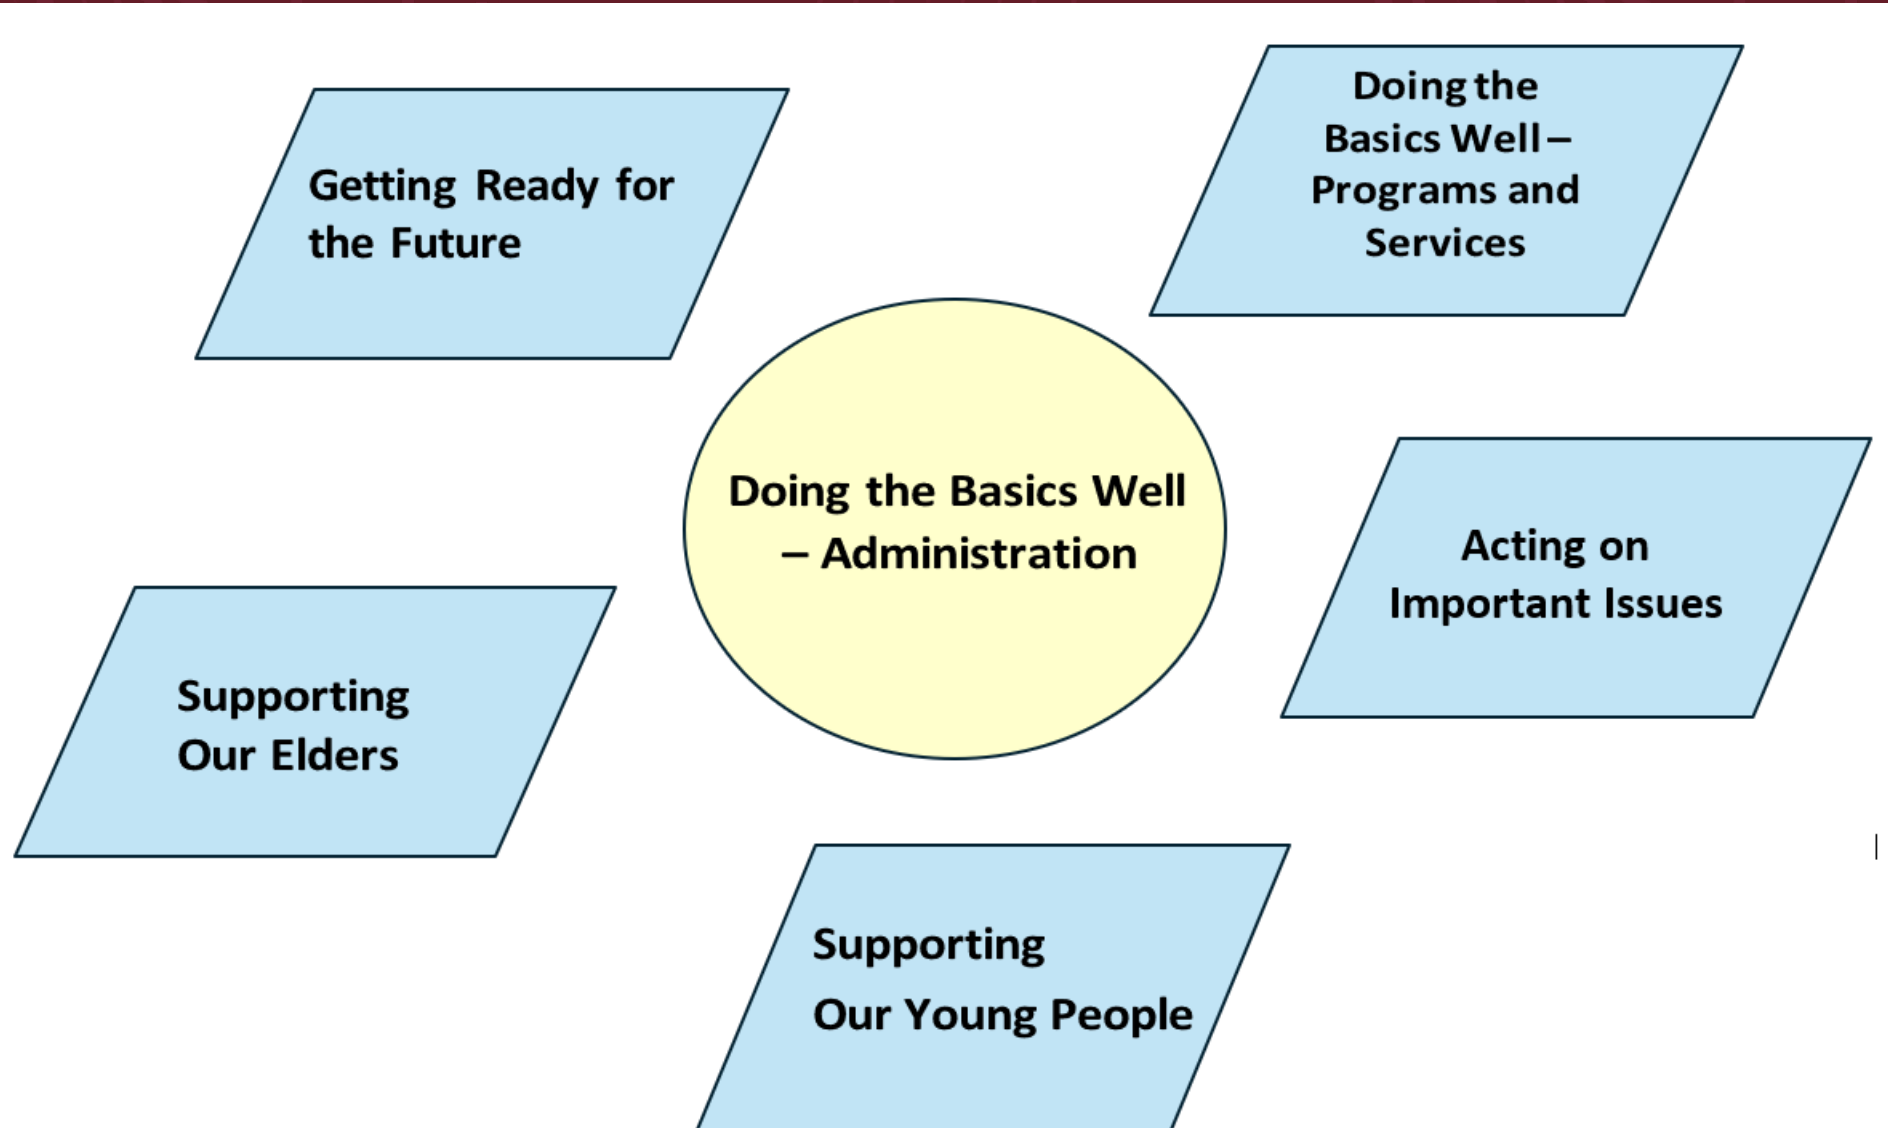 Getting Ready for
the Future
Doing the
Basics Well –
Programs and
Services
Doing the Basics Well
– Administration
Acting on
Important Issues
Supporting
Our Elders
Supporting
Our Young People